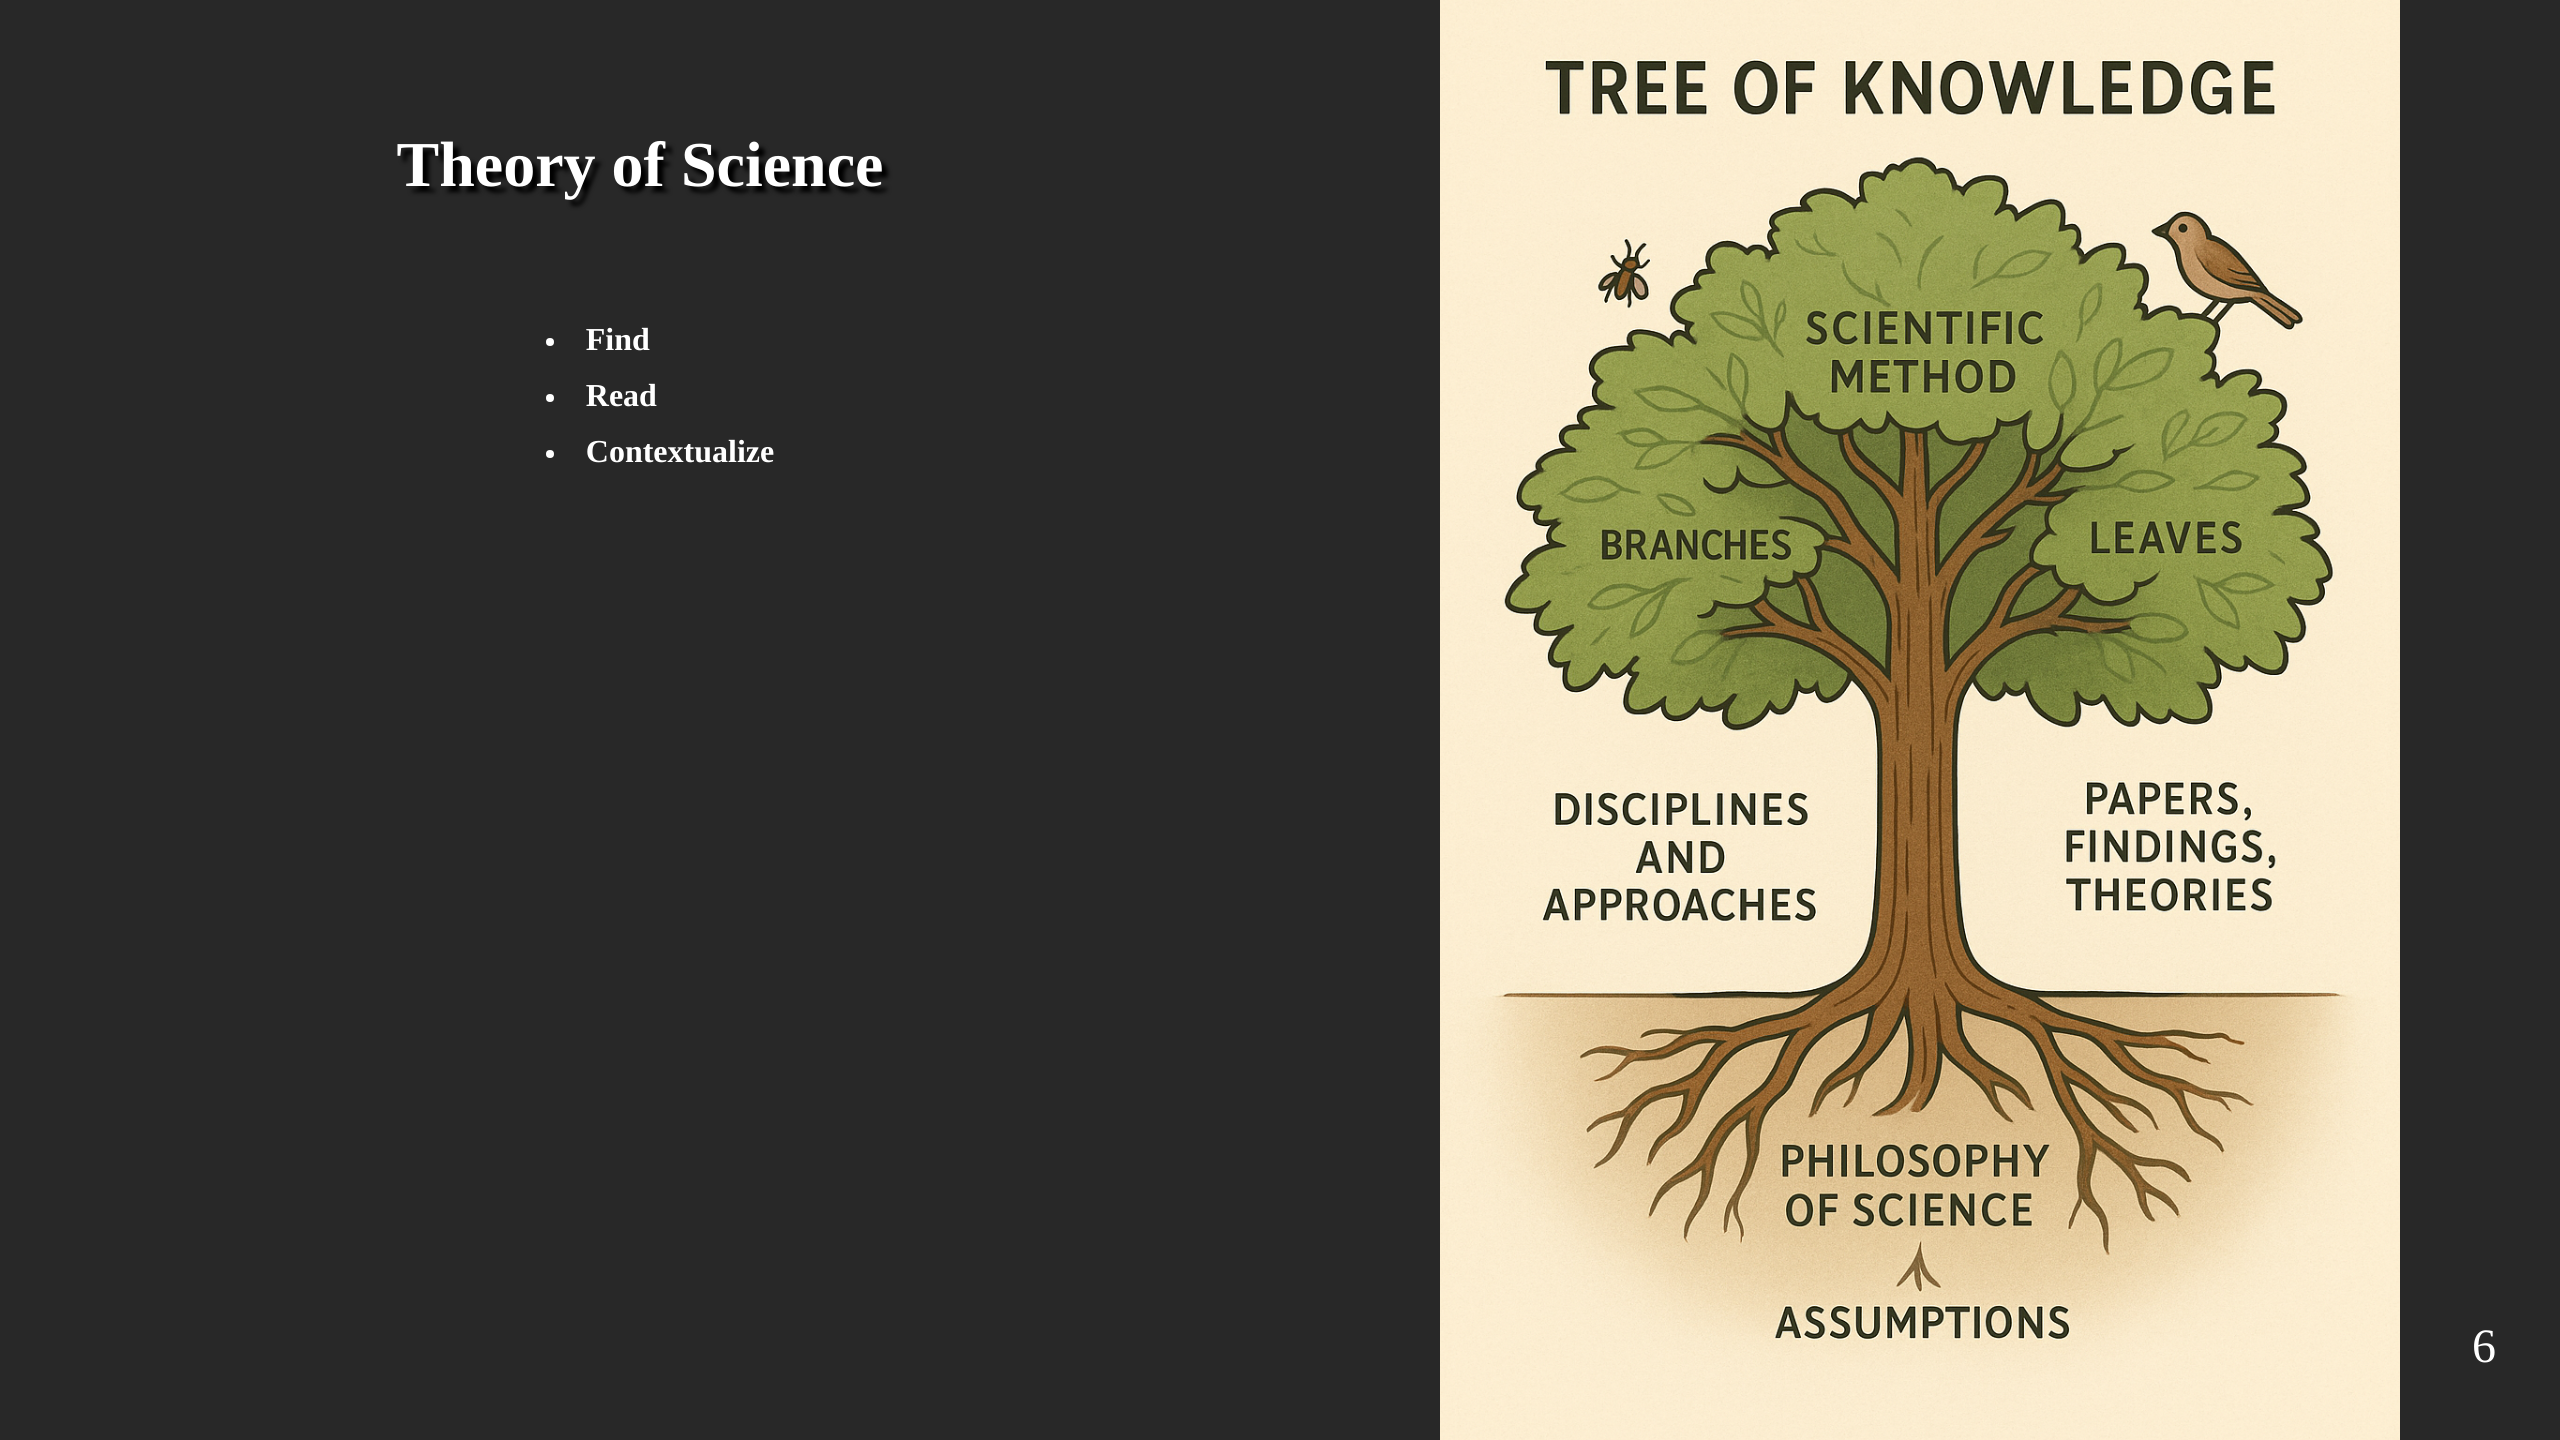 Theory of Science
• Find
• Read
• Contextualize
TREE OF KNOWLEDGE
SCIENTIFIC
METHOD
BRANCHES
LEAVES
DISCIPLINES
AND
APPROACHES
PAPERS,
FINDINGS,
THEORIES
PHILOSOPHY
OF SCIENCE
ASSUMPTIONS
6